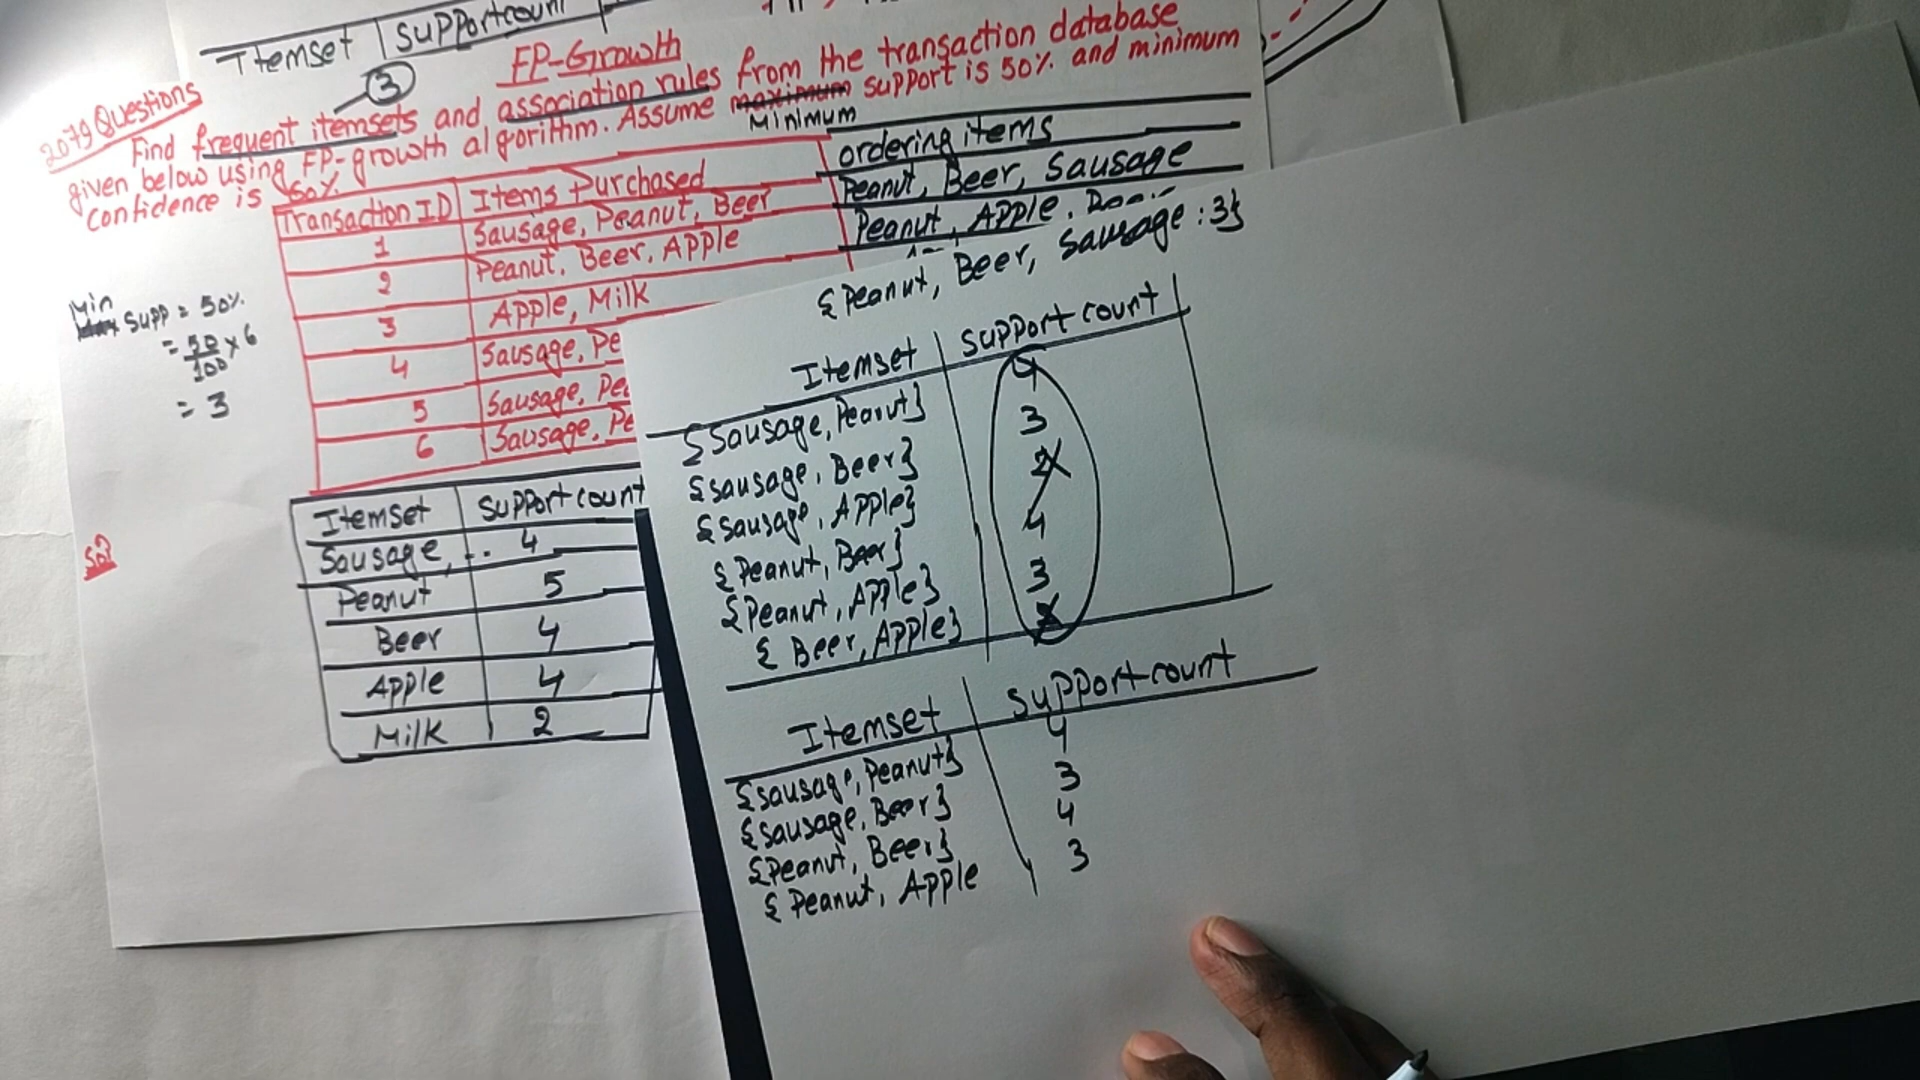 Itemset | supportcount
FP-Growth
2079 Questions
3
Find frequent itemsets and association rules from the transaction database
given below using FP-growth algorithm. Assume maximum support is 50% and minimum
Minimum
confidence is 60%.
Transaction ID | Items Purchased | ordering items
1 | Sausage, Peanut, Beer | Peanut, Beer, Sausage
2 | Peanut, Beer, Apple | Peanut, Apple,
3 | Apple, Milk
4 | Sausage, Pe
5 | Sausage, Pea
6 | Sausage, Pe
Min
supp = 50%
= 50/100 x 6
= 3
Sol
Itemset | support count
Sausage | 4
Peanut | 5
Beer | 4
Apple | 4
Milk | 2
{Peanut, Beer, Sausage : 3}
Itemset | support count
{Sausage, Peanut} | 4
{sausage, Beer} | 3
{sausage, Apple} | 2
{Peanut, Beer} | 4
{Peanut, Apple} | 3
{Beer, Apple}
Itemset | support count
{sausage, Peanut} | 4
{sausage, Beer} | 3
{Peanut, Beer} | 4
{Peanut, Apple | 3